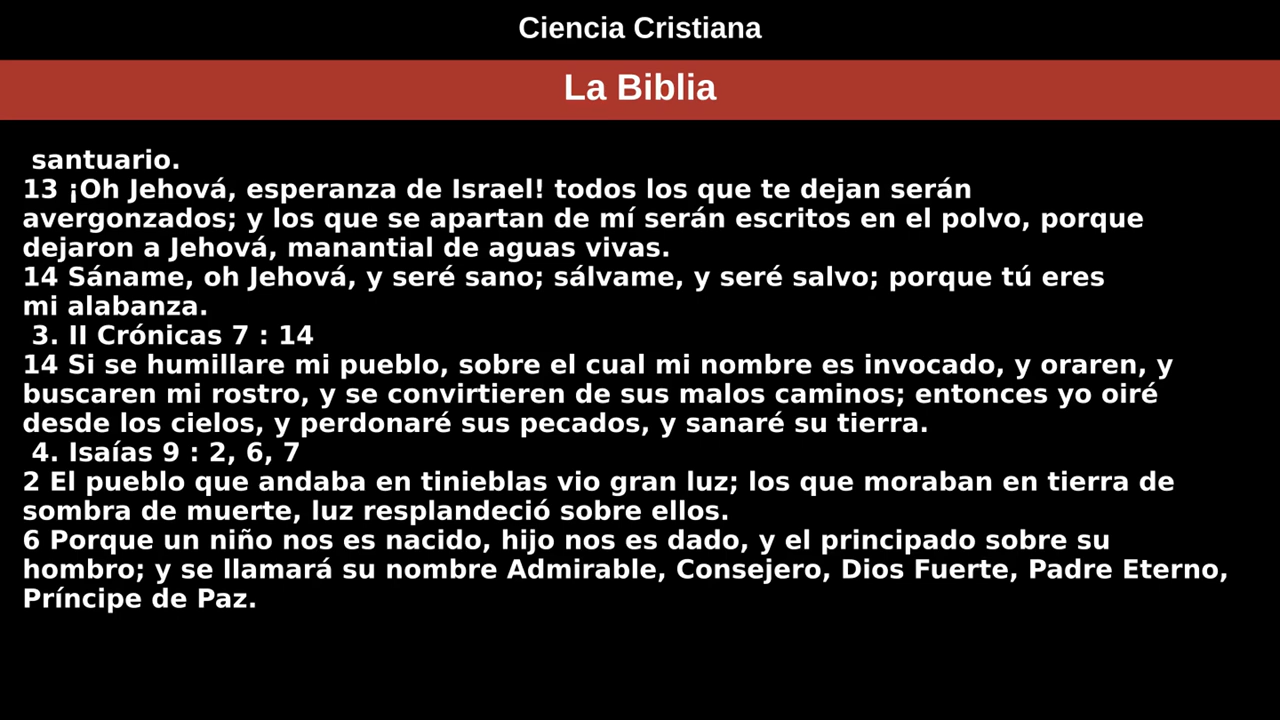 Ciencia Cristiana
La Biblia
santuario.
13 ¡Oh Jehová, esperanza de Israel! todos los que te dejan serán
avergonzados; y los que se apartan de mí serán escritos en el polvo, porque
dejaron a Jehová, manantial de aguas vivas.
14 Sáname, oh Jehová, y seré sano; sálvame, y seré salvo; porque tú eres
mi alabanza.
3. II Crónicas 7 : 14
14 Si se humillare mi pueblo, sobre el cual mi nombre es invocado, y oraren, y
buscaren mi rostro, y se convirtieren de sus malos caminos; entonces yo oiré
desde los cielos, y perdonaré sus pecados, y sanaré su tierra.
4. Isaías 9 : 2, 6, 7
2 El pueblo que andaba en tinieblas vio gran luz; los que moraban en tierra de
sombra de muerte, luz resplandeció sobre ellos.
6 Porque un niño nos es nacido, hijo nos es dado, y el principado sobre su
hombro; y se llamará su nombre Admirable, Consejero, Dios Fuerte, Padre Eterno,
Príncipe de Paz.